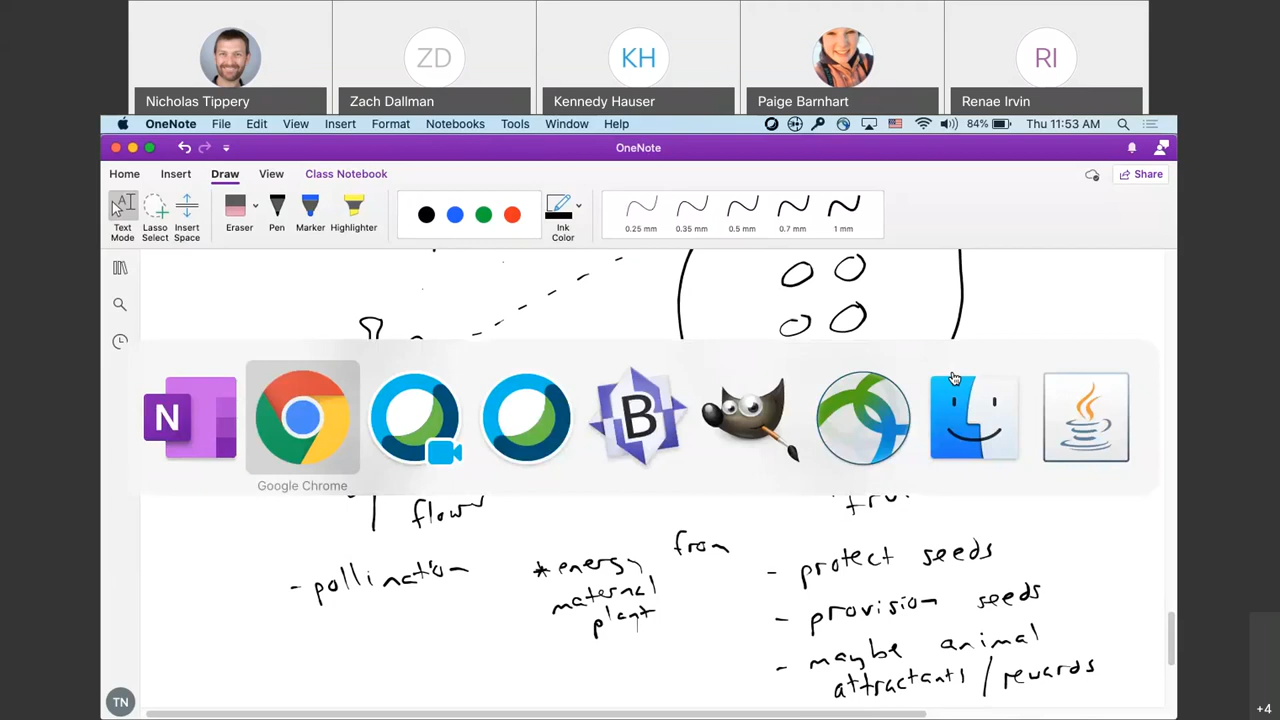 ZD
KH
RI
Nicholas Tippery
Zach Dallman
Kennedy Hauser
Paige Barnhart
Renae Irvin
OneNote File Edit View Insert Format Notebooks Tools Window Help 84% Thu 11:53 AM
OneNote
Home Insert Draw View Class Notebook Share
Text Mode
Lasso Select
Insert Space
Eraser
Pen
Marker
Highlighter
Ink Color
0.25 mm
0.35 mm
0.5 mm
0.7 mm
1 mm
N
B
Google Chrome
flower
- pollination
* energy from
maternal
plant
- protect seeds
- provision seeds
- maybe animal
attractants / rewards
TN
+4